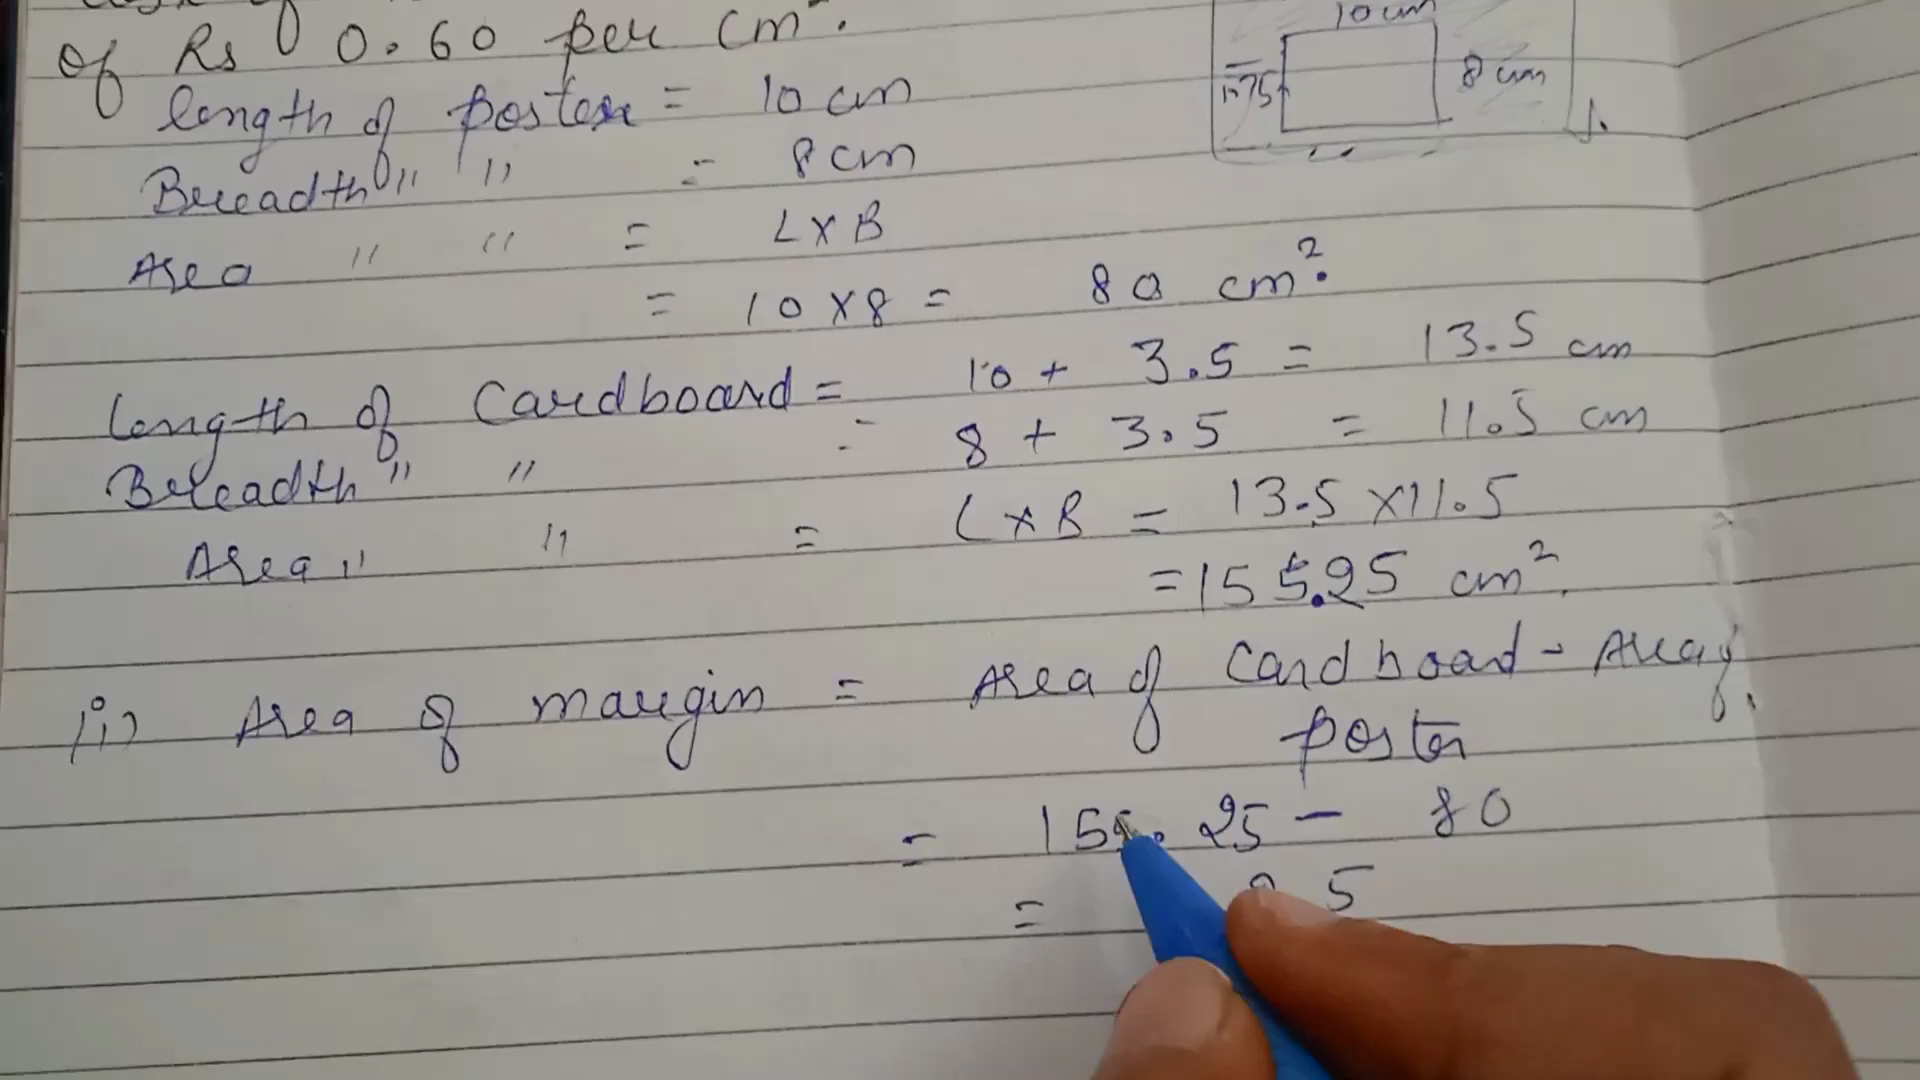 of Rs 0.60 per cm².
10 cm
1.75
8 cm
length of poster = 10 cm
Breadth " " = 8 cm
Area " " = L x B
= 10 x 8 = 80 cm².
length of Cardboard = 10 + 3.5 = 13.5 cm
Breadth " " = 8 + 3.5 = 11.5 cm
Area " " = L x B = 13.5 x 11.5
= 155.25 cm².
(i) Area of margin = Area of Cardboard - Area of
poster
= 155.25 - 80
= 5